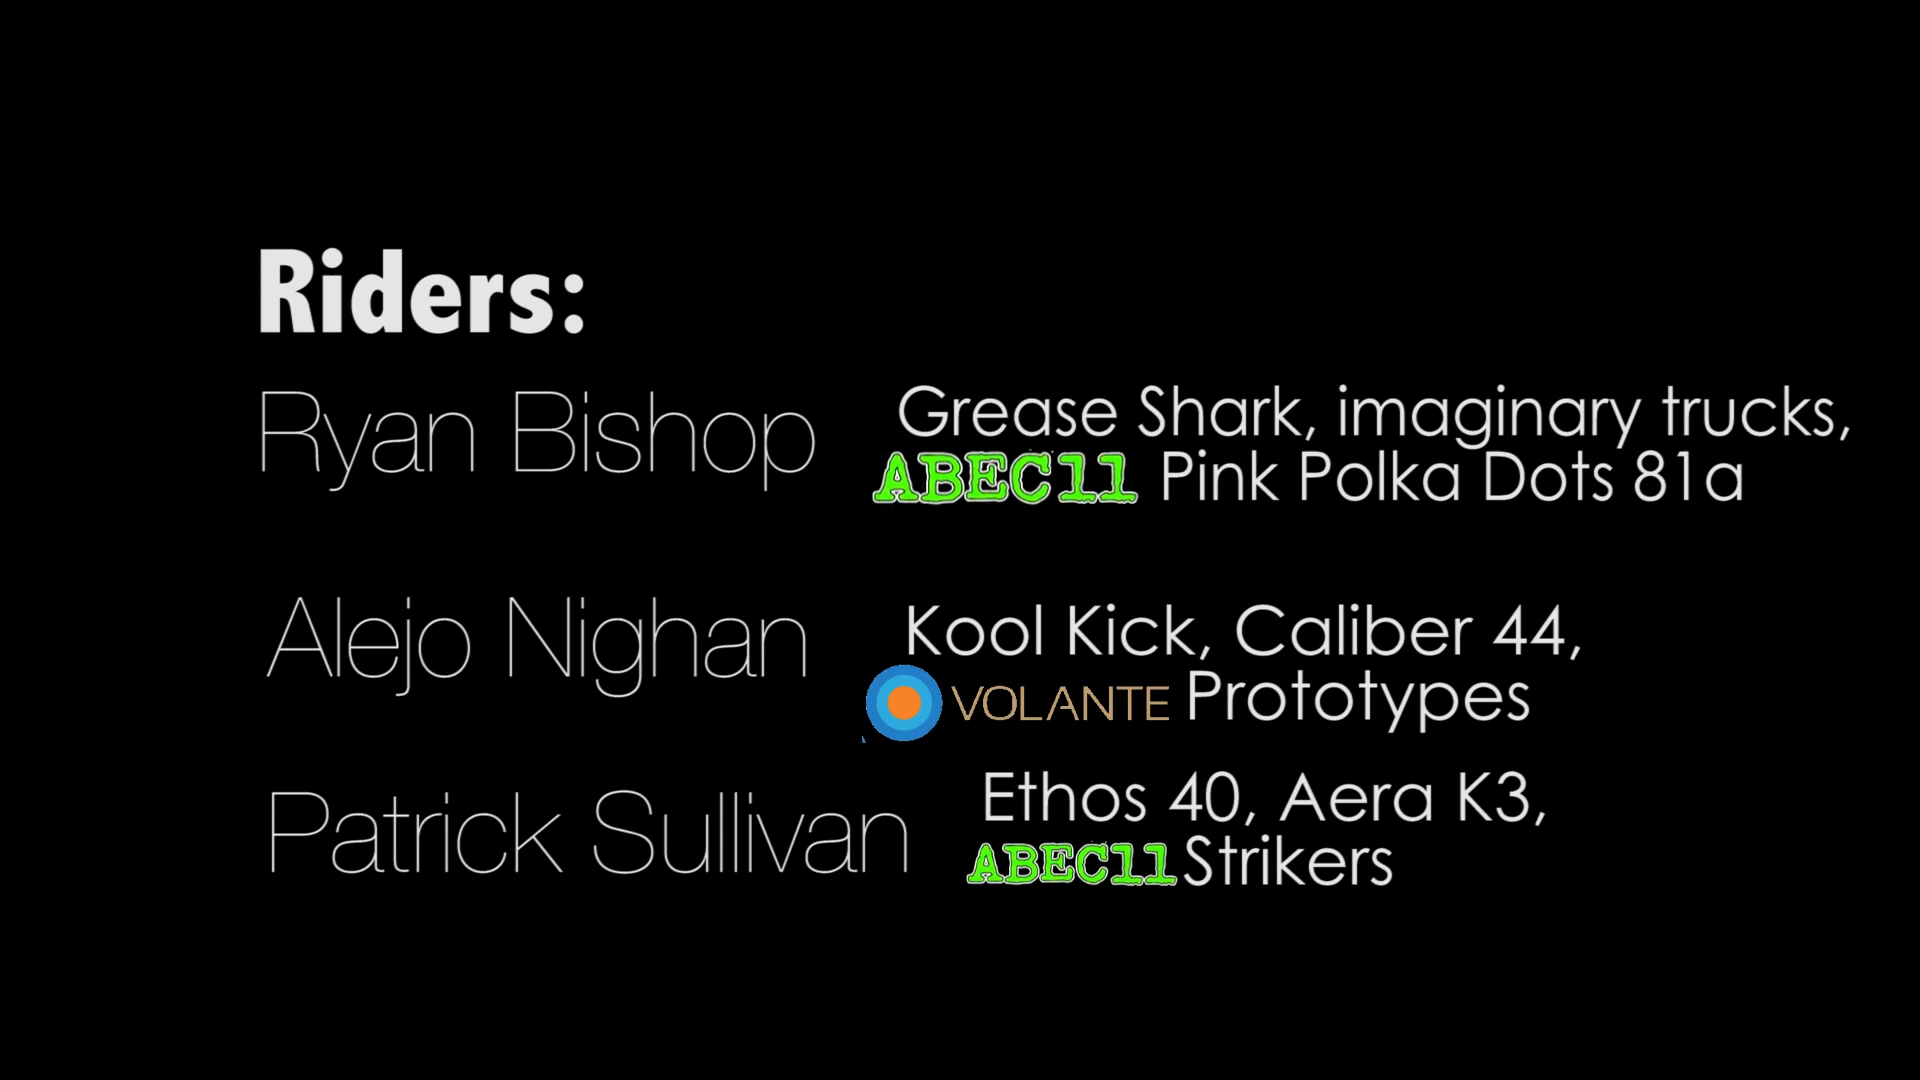 Riders:
Ryan Bishop
Grease Shark, imaginary trucks,
ABEC11 Pink Polka Dots 81a
Alejo Nighan
Kool Kick, Caliber 44,
VOLANTE Prototypes
Patrick Sullivan
Ethos 40, Aera K3,
ABEC11 Strikers